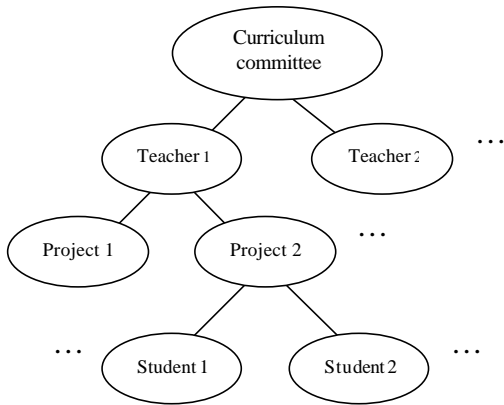 Curriculum
committee
Teacher 1
Teacher 2
...
Project 1
Project 2
...
...
Student 1
Student 2
...